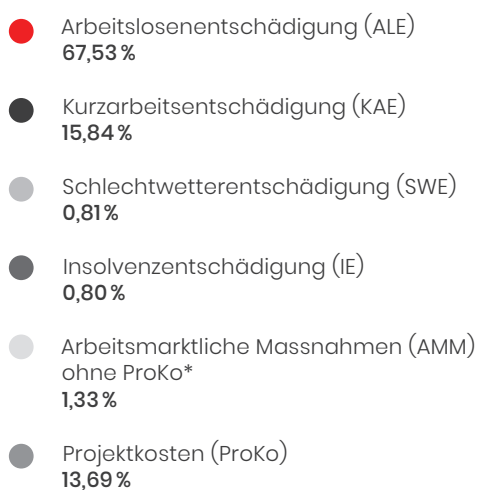 Arbeitslosenentschädigung (ALE)
67,53 %
Kurzarbeitsentschädigung (KAE)
15,84 %
Schlechtwetterentschädigung (SWE)
0,81 %
Insolvenzentschädigung (IE)
0,80 %
Arbeitsmarktliche Massnahmen (AMM)
ohne ProKo*
1,33 %
Projektkosten (ProKo)
13,69 %